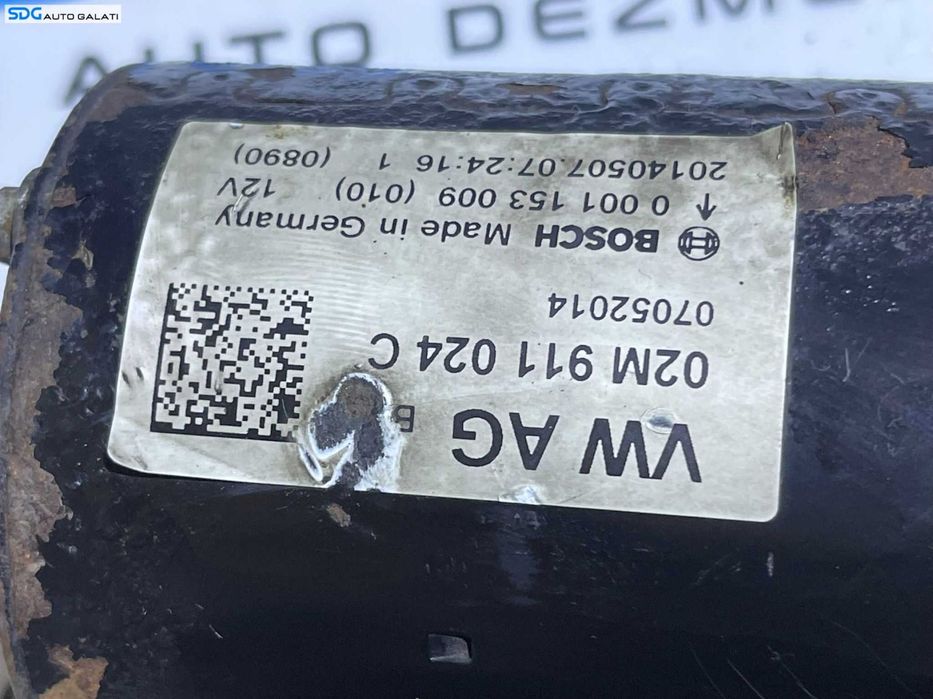 SDG AUTO GALATI
AUTO DEZME
VW AG B
02M 911 024 C
07052014
BOSCH Made in Germany
0 001 153 009 (010) 12V
20140507.07:24:16 1 (0890)